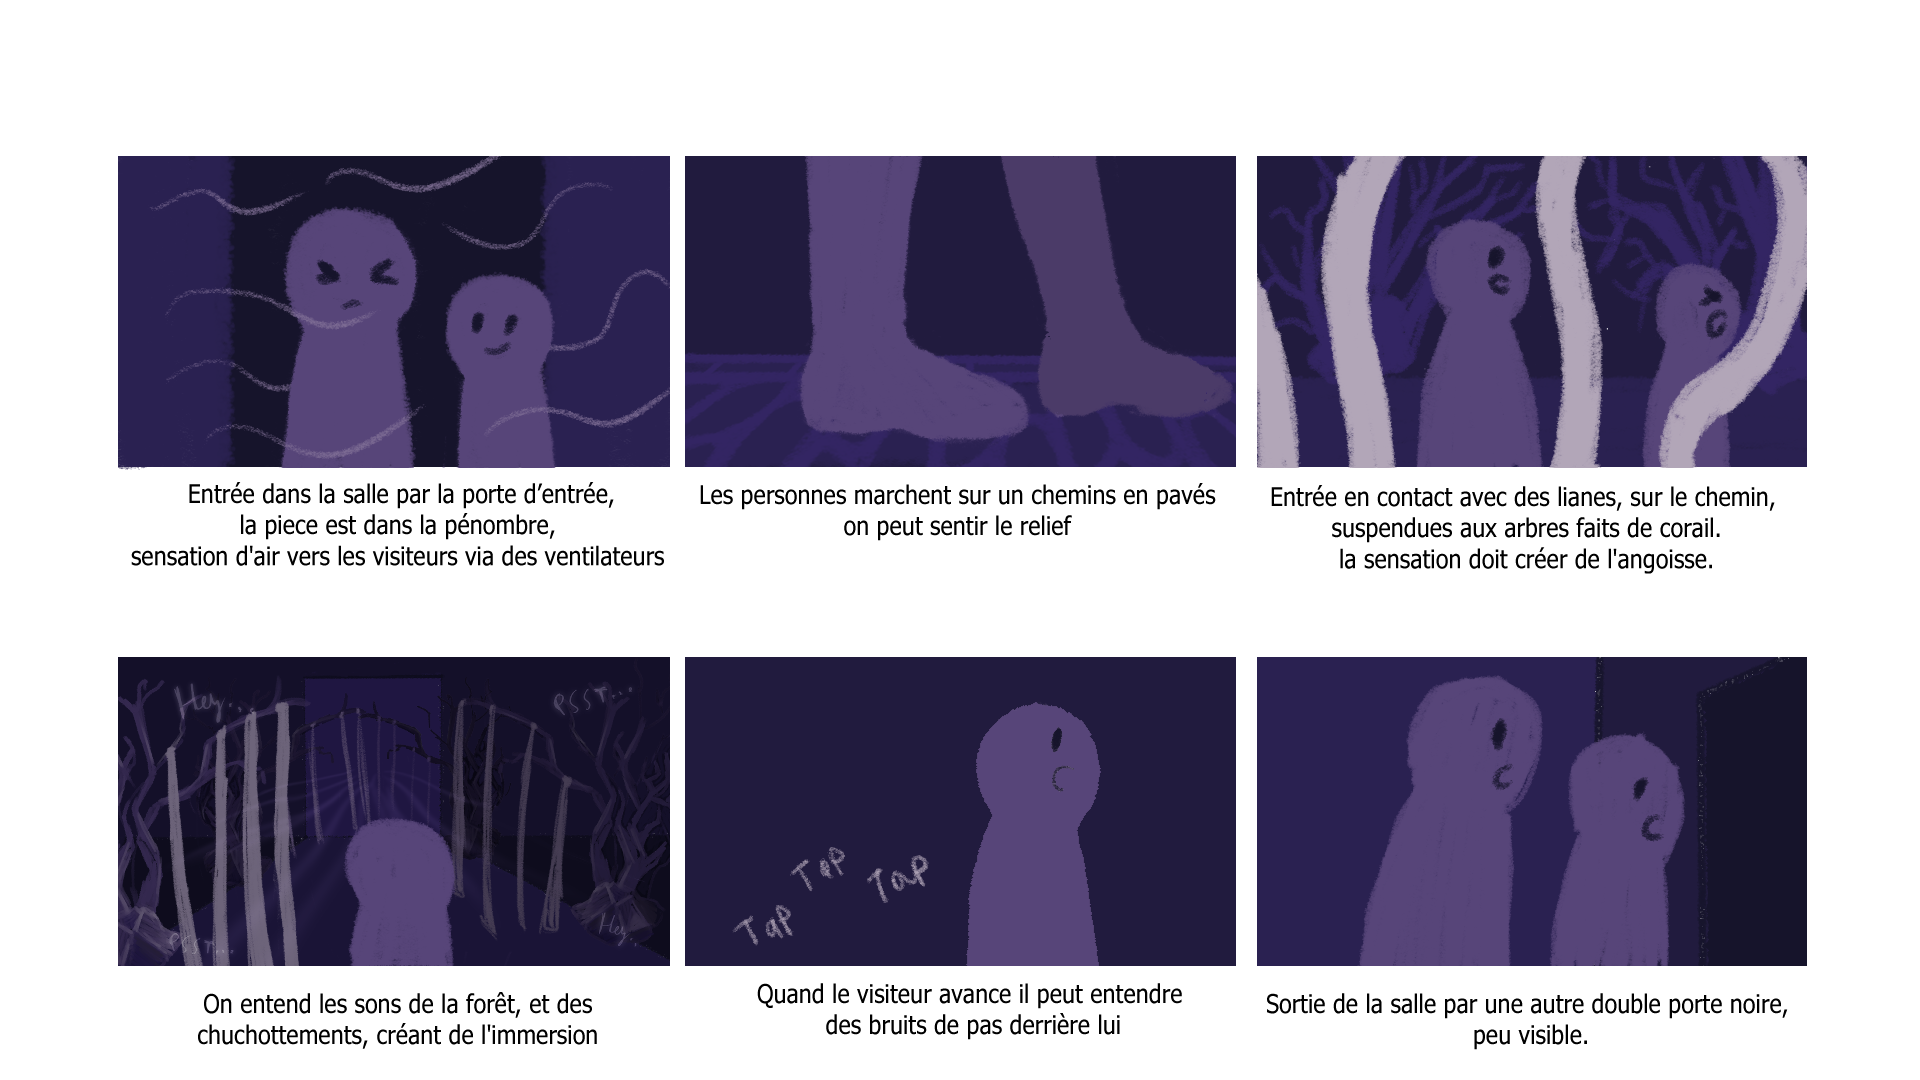 Entrée dans la salle par la porte d’entrée,
la piece est dans la pénombre,
sensation d'air vers les visiteurs via des ventilateurs
Les personnes marchent sur un chemins en pavés
on peut sentir le relief
Entrée en contact avec des lianes, sur le chemin,
suspendues aux arbres faits de corail.
la sensation doit créer de l'angoisse.
Hey..
PSST...
PSST...
Hey..
On entend les sons de la forêt, et des
chuchottements, créant de l'immersion
Tap
Tap
Tap
Quand le visiteur avance il peut entendre
des bruits de pas derrière lui
Sortie de la salle par une autre double porte noire,
peu visible.